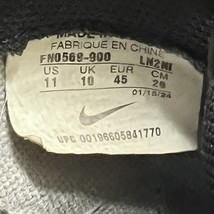 MADE IN
FABRIQUE EN CHINE
FN0569-900 LN2NI
US UK EUR CM
11 10 45 29
01/15/24
UPC 00196605841770